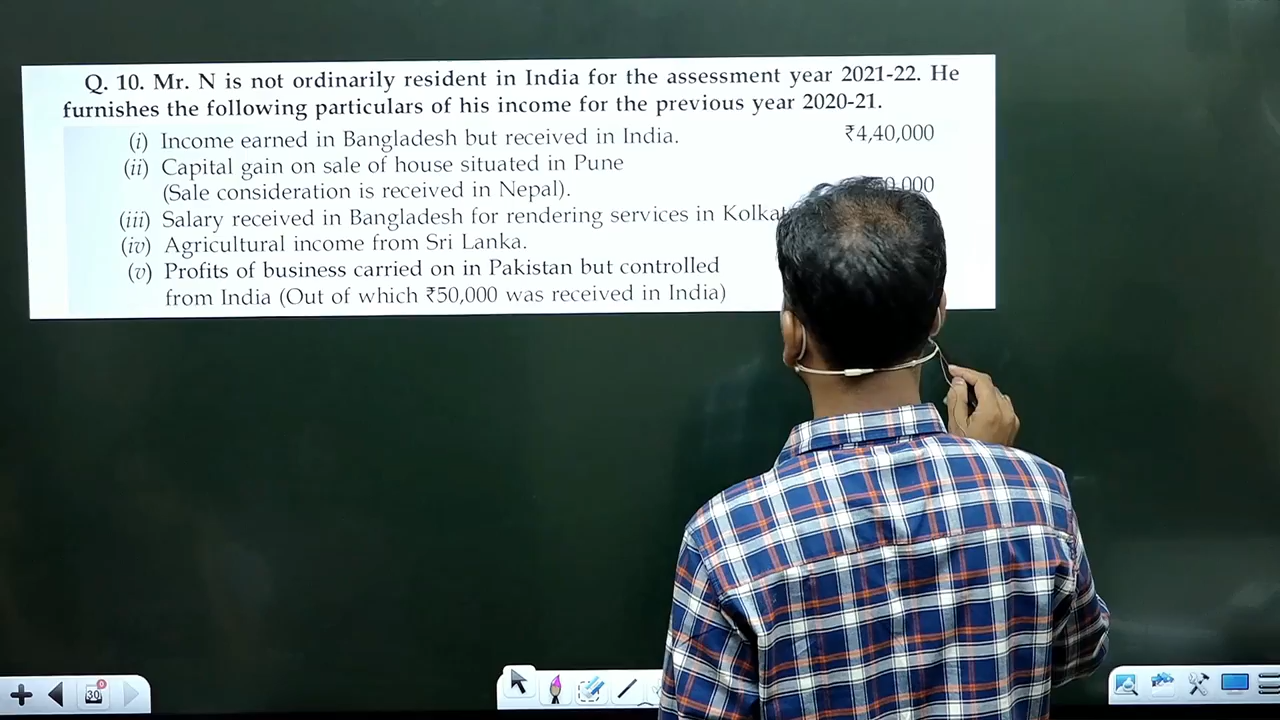 Q. 10. Mr. N is not ordinarily resident in India for the assessment year 2021-22. He
furnishes the following particulars of his income for the previous year 2020-21.
(i) Income earned in Bangladesh but received in India. ₹4,40,000
(ii) Capital gain on sale of house situated in Pune
(Sale consideration is received in Nepal). 0,000
(iii) Salary received in Bangladesh for rendering services in
(iv) Agricultural income from Sri Lanka.
(v) Profits of business carried on in Pakistan but controlled
from India (Out of which ₹50,000 was received in India)
30
0